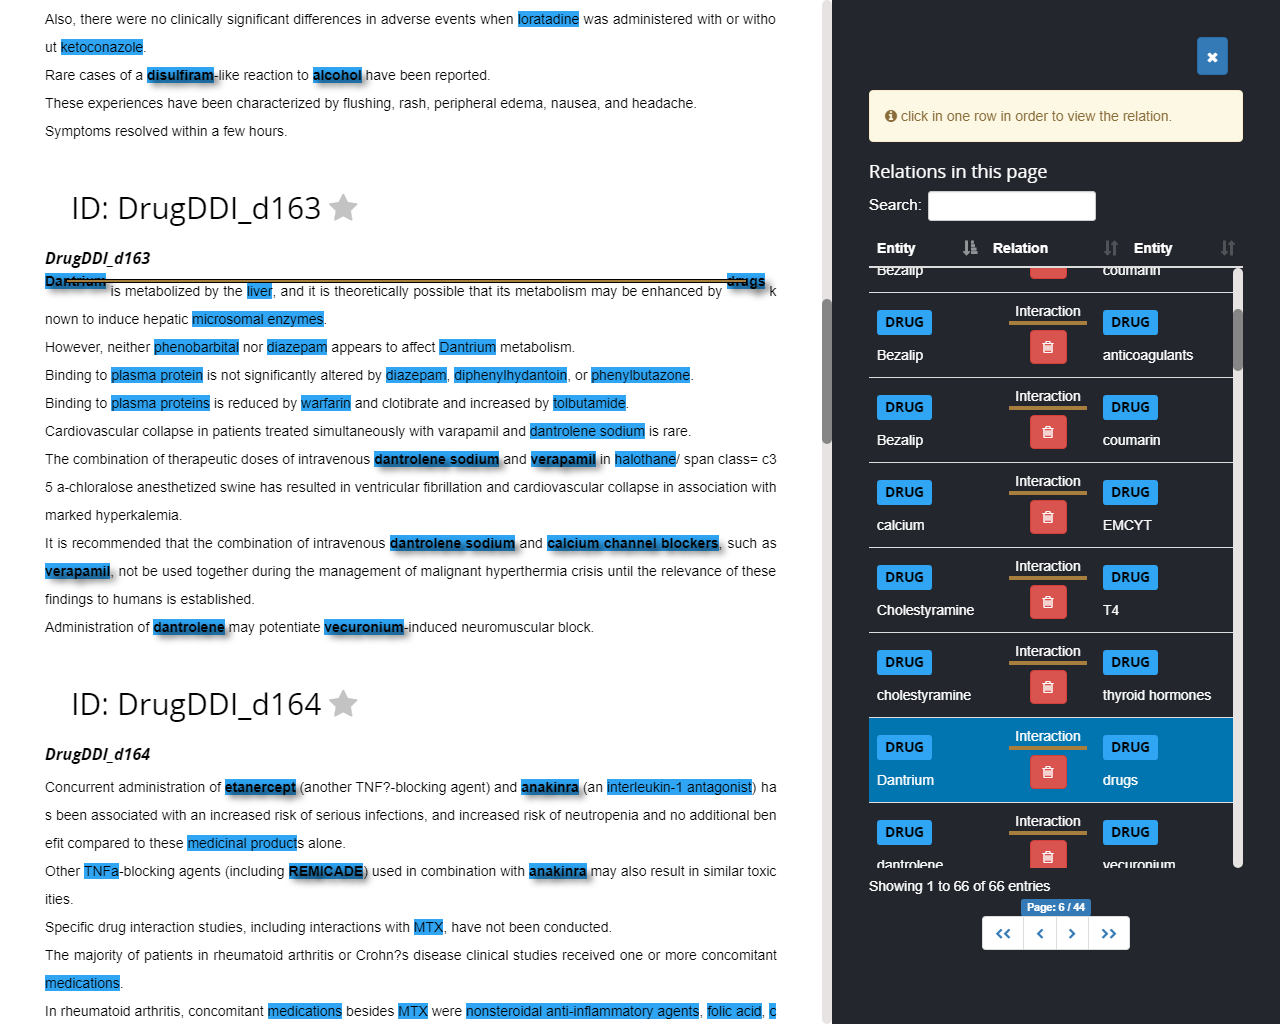 Also, there were no clinically significant differences in adverse events when loratadine was administered with or witho
ut ketoconazole.
Rare cases of a disulfiram-like reaction to alcohol have been reported.
These experiences have been characterized by flushing, rash, peripheral edema, nausea, and headache.
Symptoms resolved within a few hours.
ID: DrugDDI_d163
DrugDDI_d163
Dantrium is metabolized by the liver, and it is theoretically possible that its metabolism may be enhanced by drugs k
nown to induce hepatic microsomal enzymes.
However, neither phenobarbital nor diazepam appears to affect Dantrium metabolism.
Binding to plasma protein is not significantly altered by diazepam, diphenylhydantoin, or phenylbutazone.
Binding to plasma proteins is reduced by warfarin and clotibrate and increased by tolbutamide.
Cardiovascular collapse in patients treated simultaneously with varapamil and dantrolene sodium is rare.
The combination of therapeutic doses of intravenous dantrolene sodium and verapamil in halothane/ span class= c3
5 a-chloralose anesthetized swine has resulted in ventricular fibrillation and cardiovascular collapse in association with
marked hyperkalemia.
It is recommended that the combination of intravenous dantrolene sodium and calcium channel blockers, such as
verapamil, not be used together during the management of malignant hyperthermia crisis until the relevance of these
findings to humans is established.
Administration of dantrolene may potentiate vecuronium-induced neuromuscular block.
ID: DrugDDI_d164
DrugDDI_d164
Concurrent administration of etanercept (another TNF?-blocking agent) and anakinra (an interleukin-1 antagonist) ha
s been associated with an increased risk of serious infections, and increased risk of neutropenia and no additional ben
efit compared to these medicinal products alone.
Other TNFa-blocking agents (including REMICADE) used in combination with anakinra may also result in similar toxic
ities.
Specific drug interaction studies, including interactions with MTX, have not been conducted.
The majority of patients in rheumatoid arthritis or Crohn?s disease clinical studies received one or more concomitant
medications.
In rheumatoid arthritis, concomitant medications besides MTX were nonsteroidal anti-inflammatory agents, folic acid, c
click in one row in order to view the relation.
Relations in this page
Search:
Entity Relation Entity
Bezalip coumarin
Interaction
DRUG DRUG
Bezalip anticoagulants
Interaction
DRUG DRUG
Bezalip coumarin
Interaction
DRUG DRUG
calcium EMCYT
Interaction
DRUG DRUG
Cholestyramine T4
Interaction
DRUG DRUG
cholestyramine thyroid hormones
Interaction
DRUG DRUG
Dantrium drugs
Interaction
DRUG DRUG
dantrolene vecuronium
Showing 1 to 66 of 66 entries
Page: 6 / 44
<< < > >>